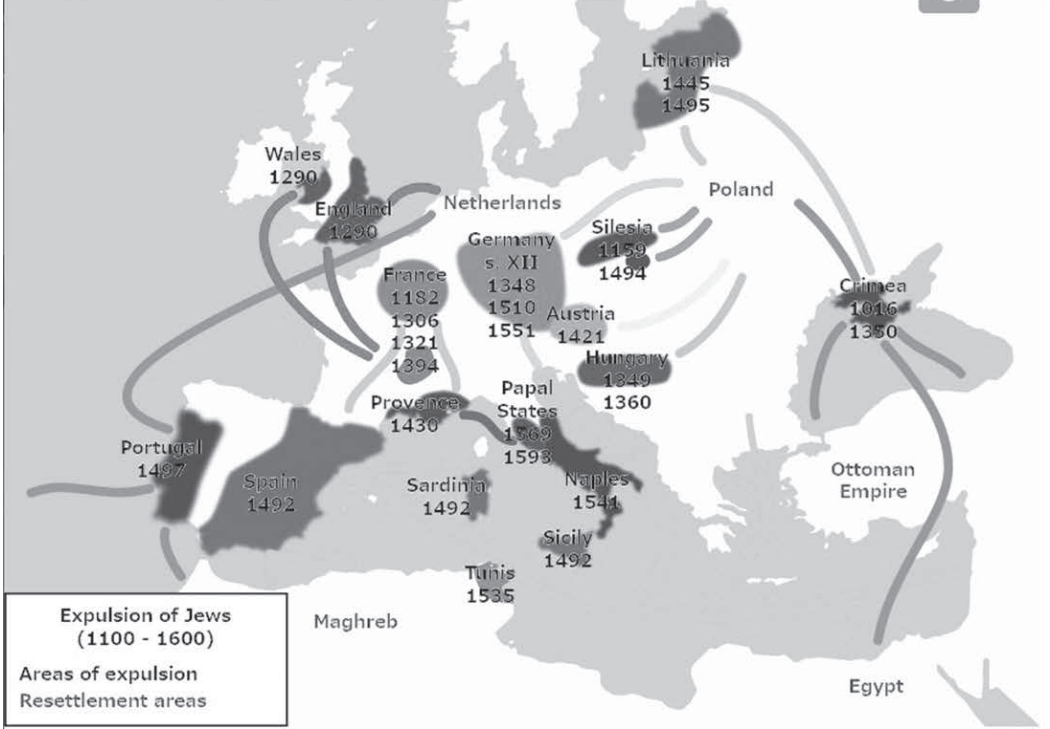 Lithuania
1445
1495
Wales
1290
Poland
Netherlands
England
1290
Silesia
1159
1494
Germany
s. XII
1348
1510
1551
France
1182
1306
1321
1394
Crimea
1016
1350
Austria
1421
Hungary
1349
1360
Papal
States
1569
1593
Provence
1430
Portugal
1497
Spain
1492
Sardinia
1492
Naples
1541
Ottoman
Empire
Sicily
1492
Tunis
1535
Maghreb
Egypt
Expulsion of Jews
(1100 - 1600)
Areas of expulsion
Resettlement areas